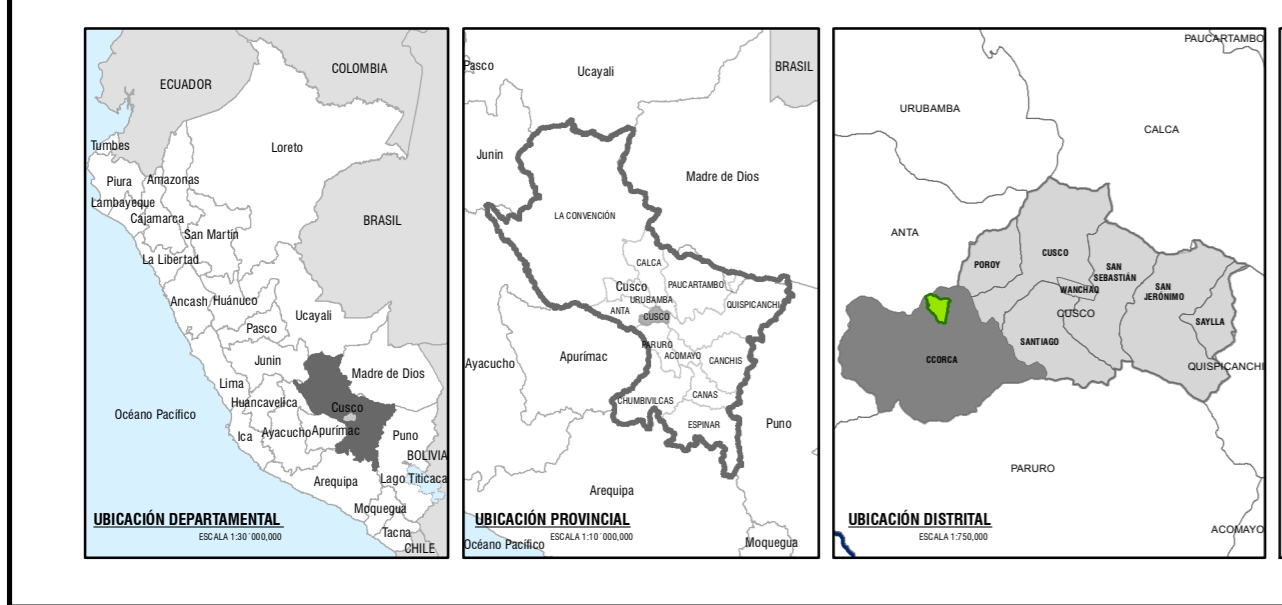 ECUADOR
COLOMBIA
Tumbes
Loreto
Piura
Amazonas
Lambayeque
Cajamarca
San Martín
BRASIL
La Libertad
Ancash
Huánuco
Ucayali
Pasco
Junin
Madre de Dios
Lima
Huancavelica
Cusco
Océano Pacífico
Ica
Ayacucho
Apurímac
Puno
BOLIVIA
Arequipa
Lago Titicaca
Moquegua
Tacna
CHILE
UBICACIÓN DEPARTAMENTAL
ESCALA 1:30´000,000
Pasco
Ucayali
BRASIL
Junin
Madre de Dios
LA CONVENCIÓN
CALCA
Cusco
PAUCARTAMBO
URUBAMBA
QUISPICANCHI
ANTA
CUSCO
PARURO
ACOMAYO
CANCHIS
Ayacucho
Apurímac
CHUMBIVILCAS
CANAS
ESPINAR
Puno
Arequipa
UBICACIÓN PROVINCIAL
ESCALA 1:10´000,000
Océano Pacífico
Moquegua
PAUCARTAMBO
URUBAMBA
CALCA
ANTA
POROY
CUSCO
SAN
SEBASTIÁN
WANCHAQ
SAN
JERÓNIMO
CUSCO
SAYLLA
SANTIAGO
CCORCA
QUISPICANCHI
PARURO
UBICACIÓN DISTRITAL
ESCALA 1:750,000
ACOMAYO